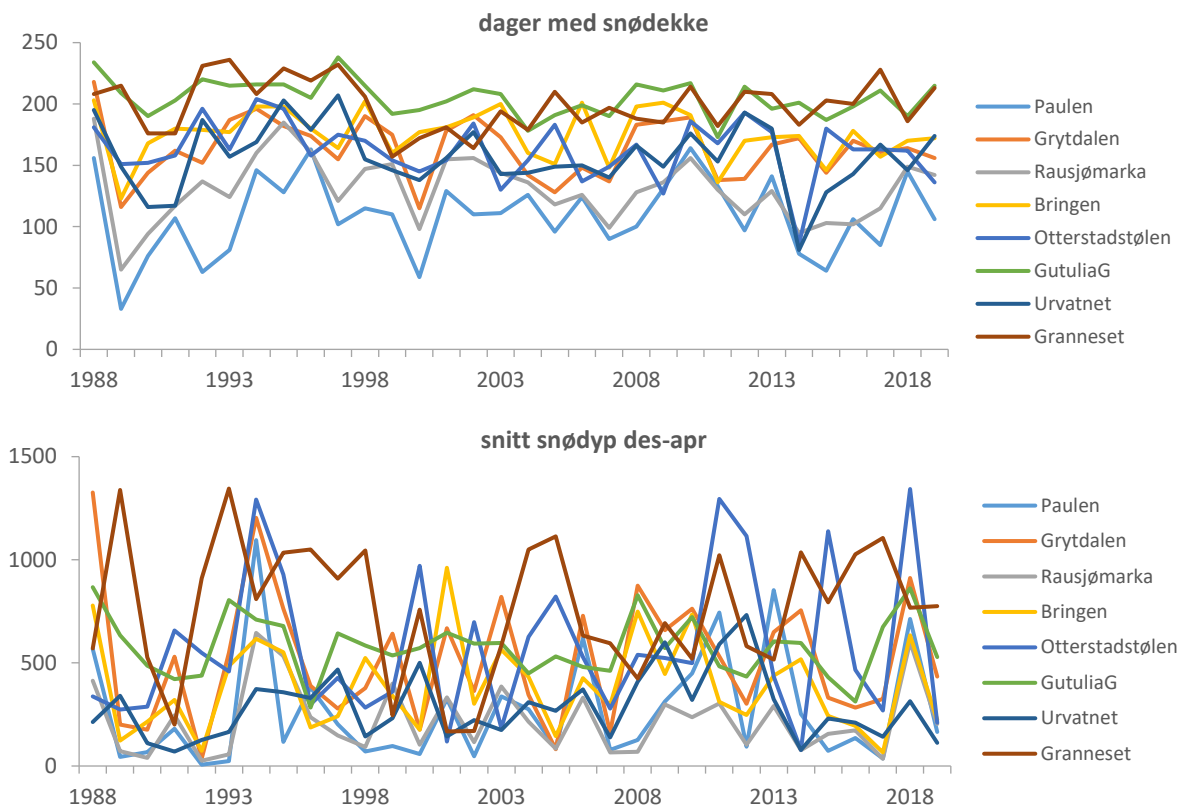 dager med snødekke
250
200
150
100
50
0
1988 1993 1998 2003 2008 2013 2018
Paulen
Grytdalen
Rausjømarka
Bringen
Otterstadstølen
GutuliaG
Urvatnet
Granneset
snitt snødyp des-apr
1500
1000
500
0
1988 1993 1998 2003 2008 2013 2018
Paulen
Grytdalen
Rausjømarka
Bringen
Otterstadstølen
GutuliaG
Urvatnet
Granneset